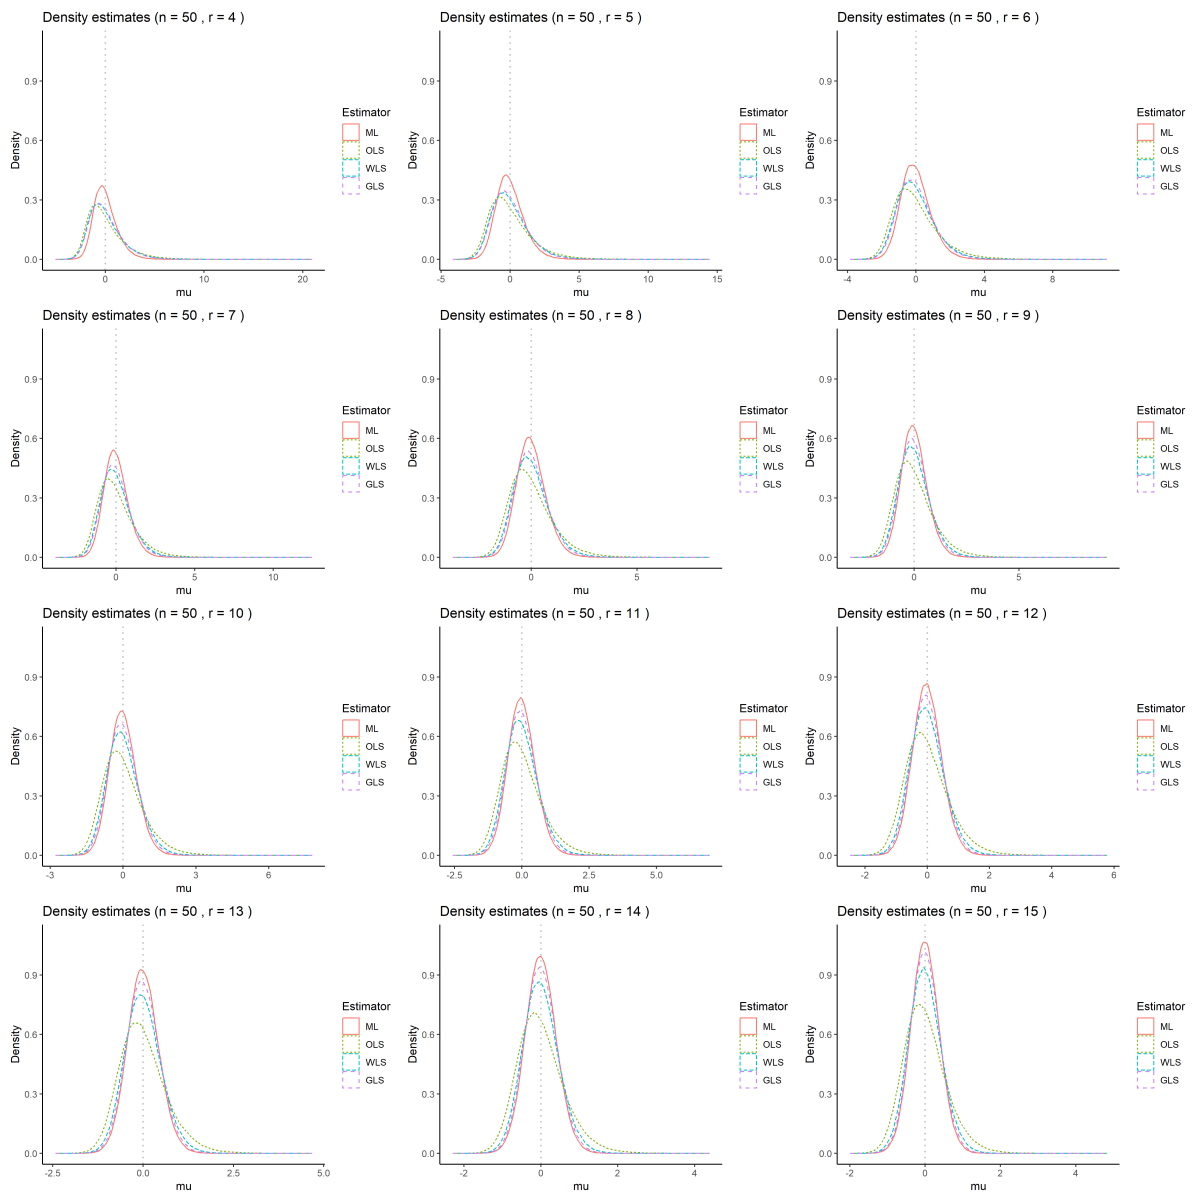 Density estimates (n = 50 , r = 4 )
Density
0.9
0.6
0.3
0.0
0
10
20
mu
Estimator
ML
OLS
WLS
GLS
Density estimates (n = 50 , r = 5 )
Density
0.9
0.6
0.3
0.0
-5
0
5
10
15
mu
Estimator
ML
OLS
WLS
GLS
Density estimates (n = 50 , r = 6 )
Density
0.9
0.6
0.3
0.0
-4
0
4
8
mu
Estimator
ML
OLS
WLS
GLS
Density estimates (n = 50 , r = 7 )
Density
0.9
0.6
0.3
0.0
0
5
10
mu
Estimator
ML
OLS
WLS
GLS
Density estimates (n = 50 , r = 8 )
Density
0.9
0.6
0.3
0.0
0
5
mu
Estimator
ML
OLS
WLS
GLS
Density estimates (n = 50 , r = 9 )
Density
0.9
0.6
0.3
0.0
0
5
mu
Estimator
ML
OLS
WLS
GLS
Density estimates (n = 50 , r = 10 )
Density
0.9
0.6
0.3
0.0
-3
0
3
6
mu
Estimator
ML
OLS
WLS
GLS
Density estimates (n = 50 , r = 11 )
Density
0.9
0.6
0.3
0.0
-2.5
0.0
2.5
5.0
mu
Estimator
ML
OLS
WLS
GLS
Density estimates (n = 50 , r = 12 )
Density
0.9
0.6
0.3
0.0
-2
0
2
4
6
mu
Estimator
ML
OLS
WLS
GLS
Density estimates (n = 50 , r = 13 )
Density
0.9
0.6
0.3
0.0
-2.5
0.0
2.5
5.0
mu
Estimator
ML
OLS
WLS
GLS
Density estimates (n = 50 , r = 14 )
Density
0.9
0.6
0.3
0.0
-2
0
2
4
mu
Estimator
ML
OLS
WLS
GLS
Density estimates (n = 50 , r = 15 )
Density
0.9
0.6
0.3
0.0
-2
0
2
4
mu
Estimator
ML
OLS
WLS
GLS